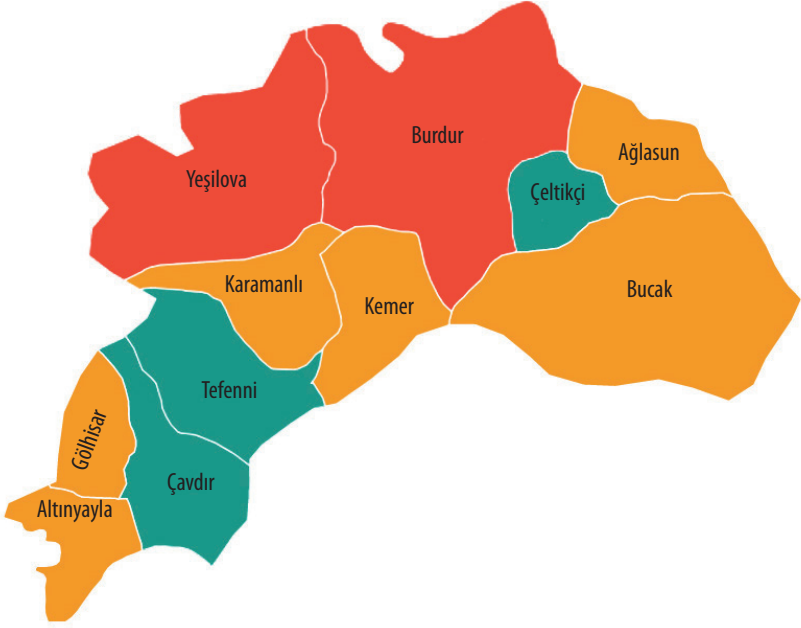 Burdur
Ağlasun
Yeşilova
Çeltikçi
Karamanlı
Kemer
Bucak
Tefenni
Gölhisar
Çavdır
Altınyayla